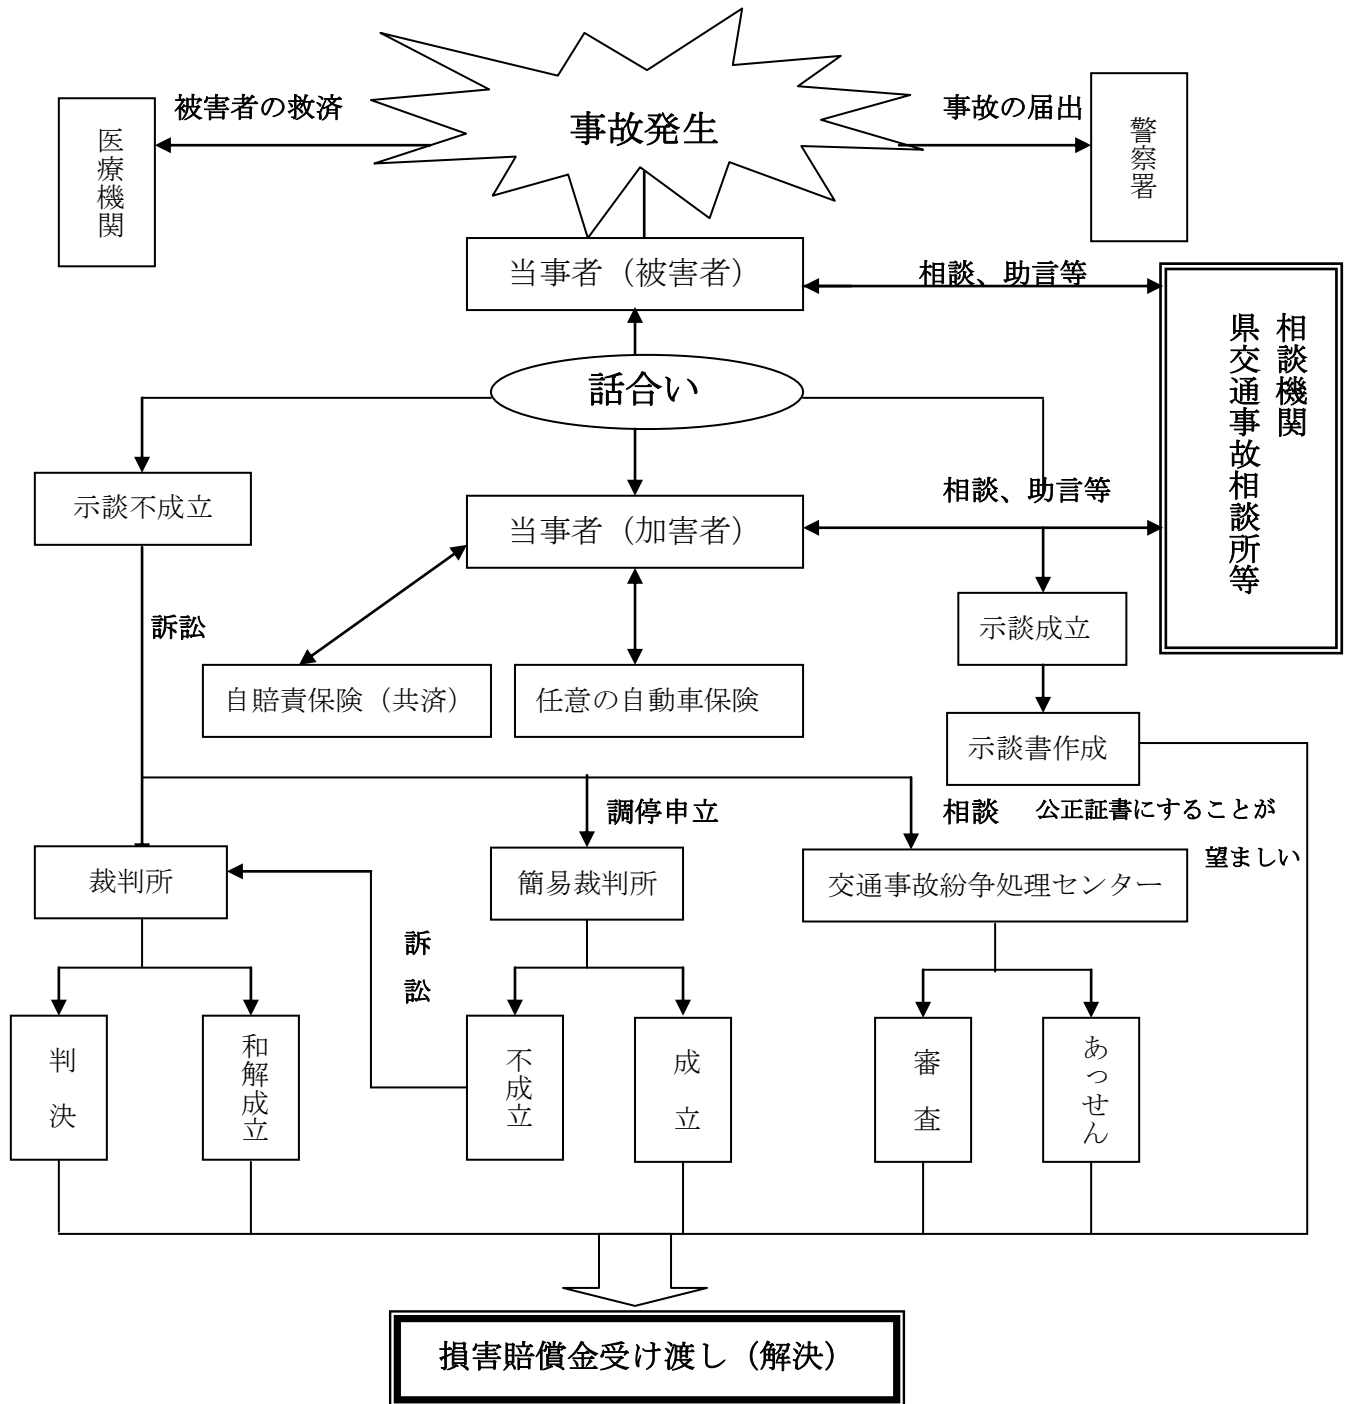 事故発生
被害者の救済
事故の届出
医療機関
警察署
当事者（被害者）
相談、助言等
相談機関
県交通事故相談所等
話合い
示談不成立
相談、助言等
当事者（加害者）
訴訟
示談成立
自賠責保険（共済）
任意の自動車保険
示談書作成
調停申立
相談
公正証書にすることが
望ましい
裁判所
簡易裁判所
交通事故紛争処理センター
訴
訟
判決
和解成立
不成立
成立
審査
あっせん
損害賠償金受け渡し（解決）